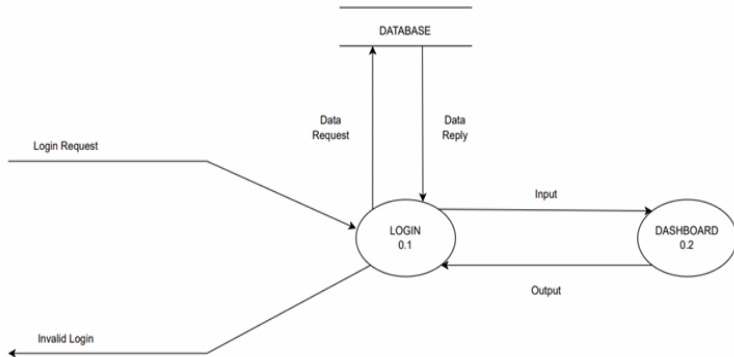 DATABASE
Data
Request
Data
Reply
Login Request
Input
LOGIN
0.1
DASHBOARD
0.2
Output
Invalid Login